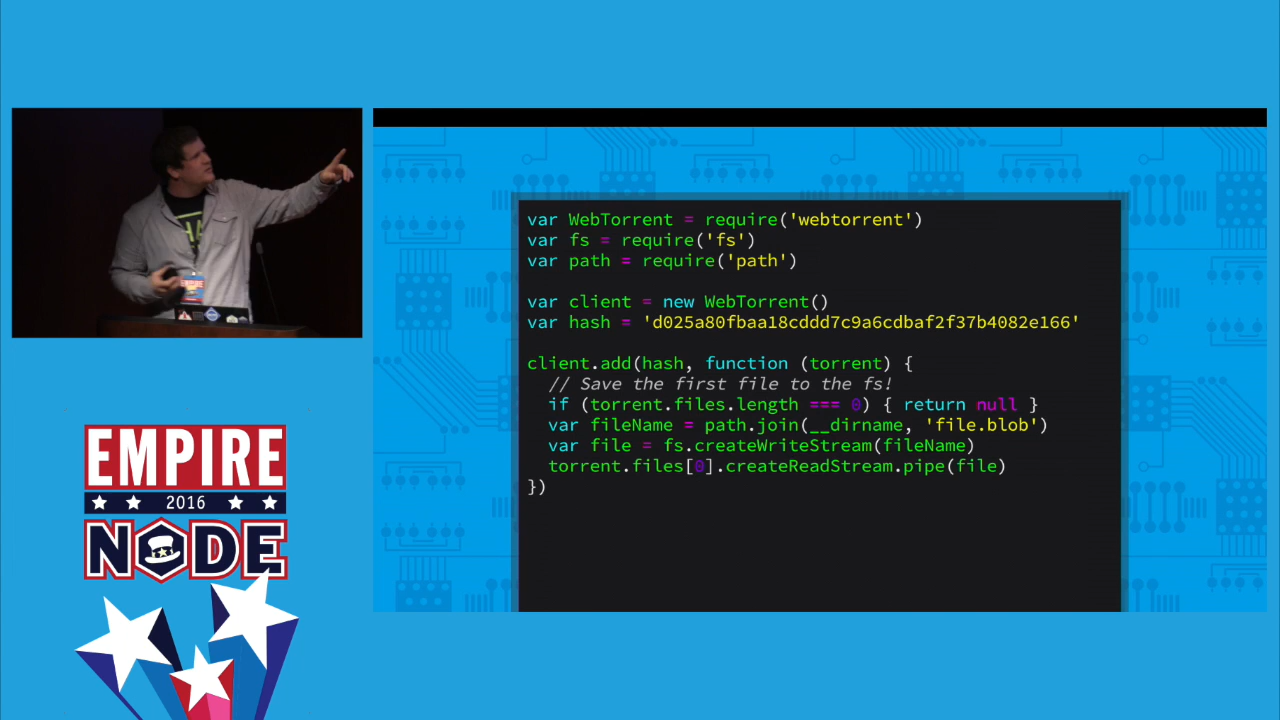 EMPIRE
var WebTorrent = require('webtorrent')
var fs = require('fs')
var path = require('path')
var client = new WebTorrent()
var hash = 'd025a80fbaa18cddd7c9a6cdbaf2f37b4082e166'
client.add(hash, function (torrent) {
// Save the first file to the fs!
if (torrent.files.length === 0) { return null }
var fileName = path.join(__dirname, 'file.blob')
var file = fs.createWriteStream(fileName)
torrent.files[0].createReadStream.pipe(file)
})
EMPIRE
2016
NODE